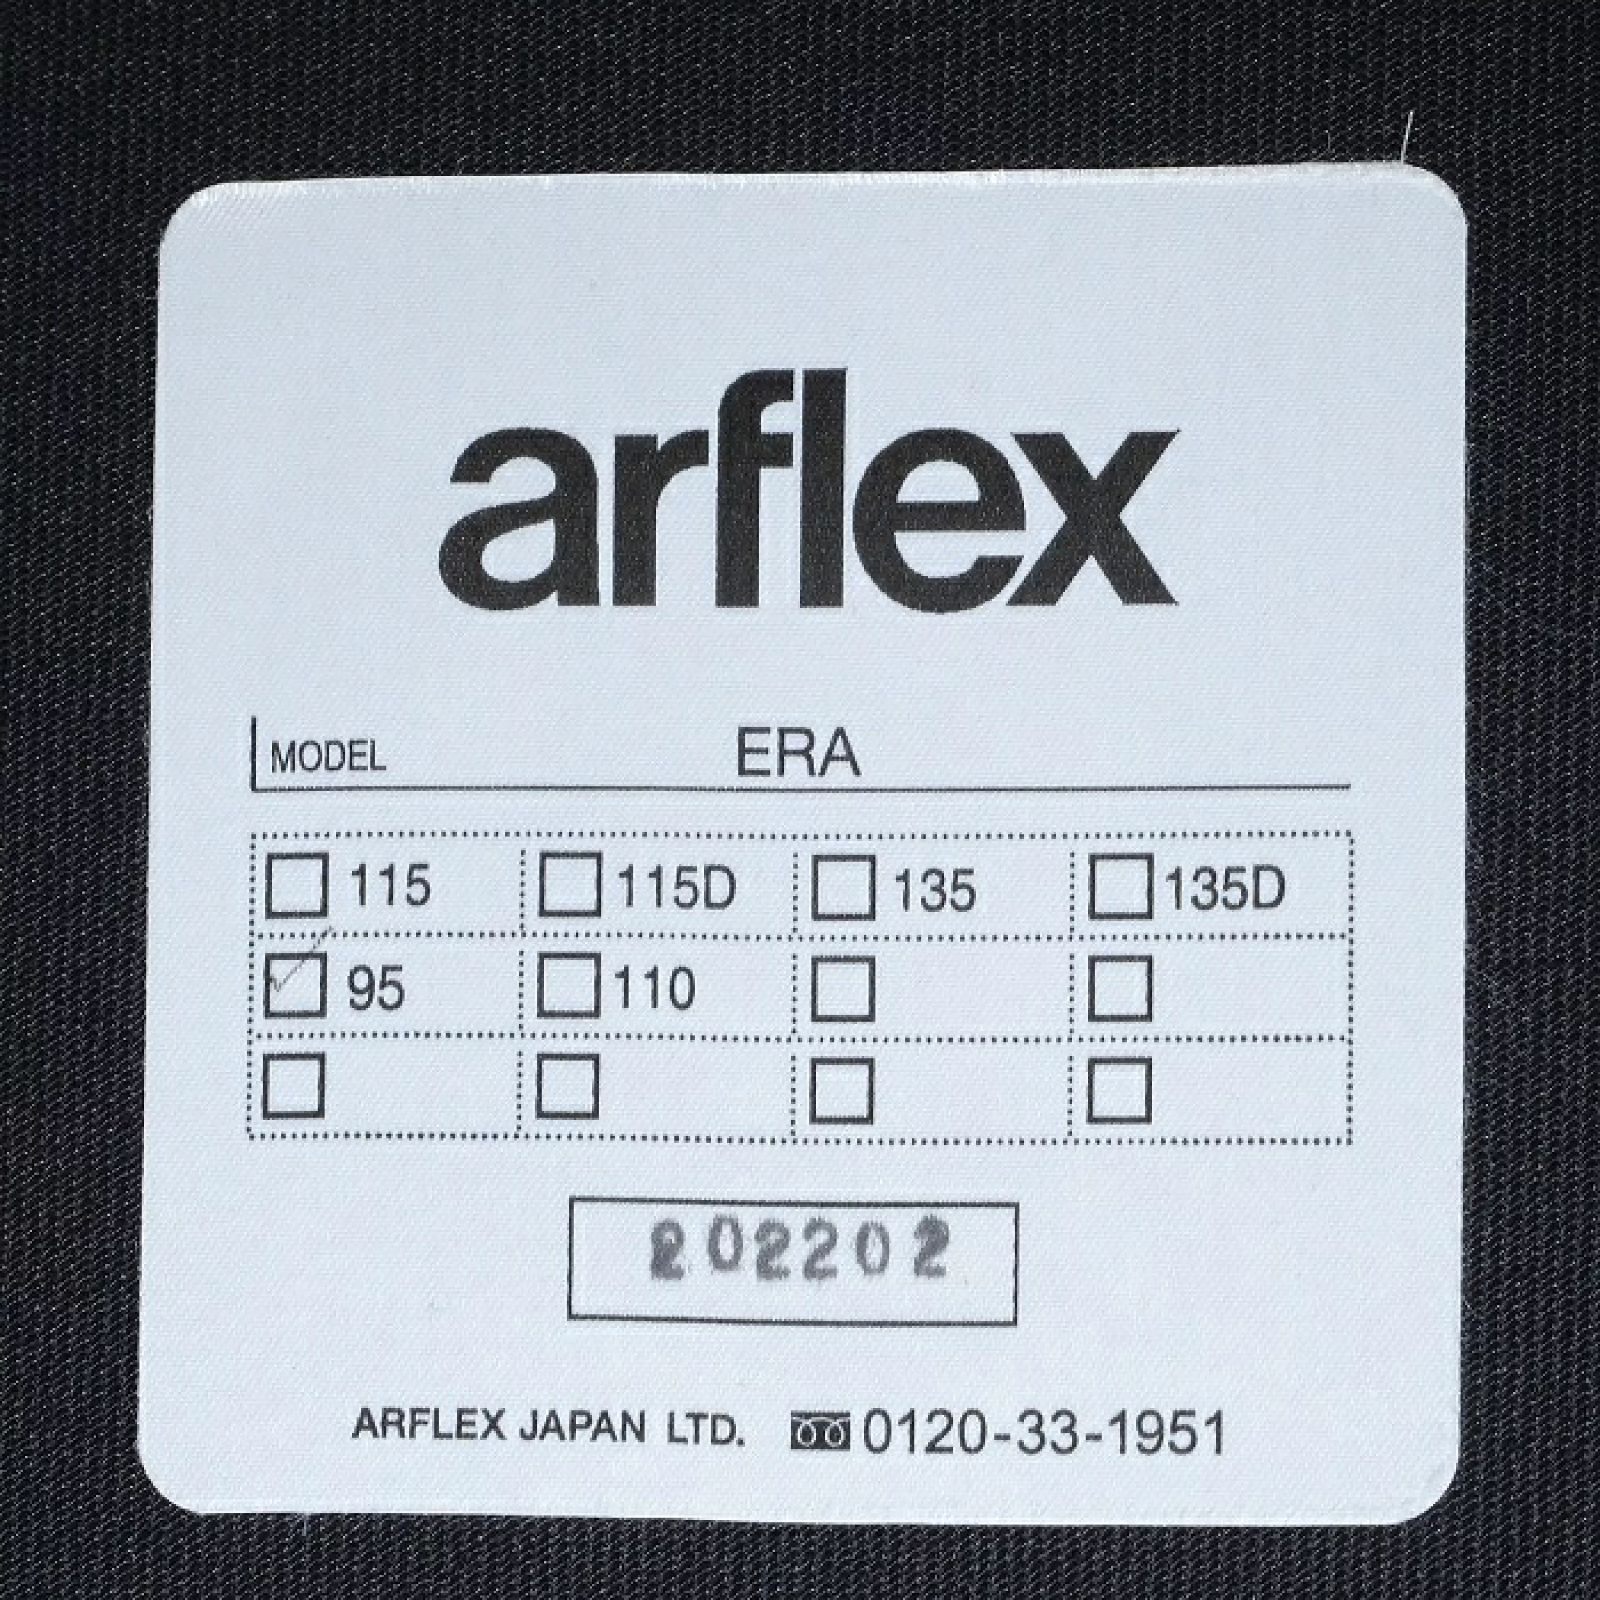 arflex
MODEL ERA
115 115D 135 135D
95 110
202202
ARFLEX JAPAN LTD. 0120-33-1951